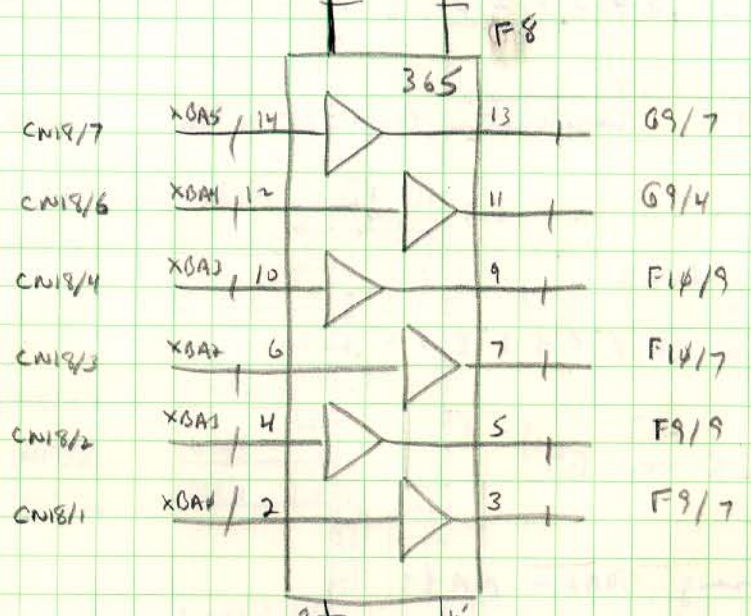 F8
365
CN18/7 XBA5 14 13 G9/7
CN18/6 XBA4 12 11 G9/4
CN18/4 XBA3 10 9 F10/9
CN18/3 XBA2 6 7 F10/7
CN18/2 XBA1 4 5 F9/9
CN18/1 XBA0 2 3 F9/7